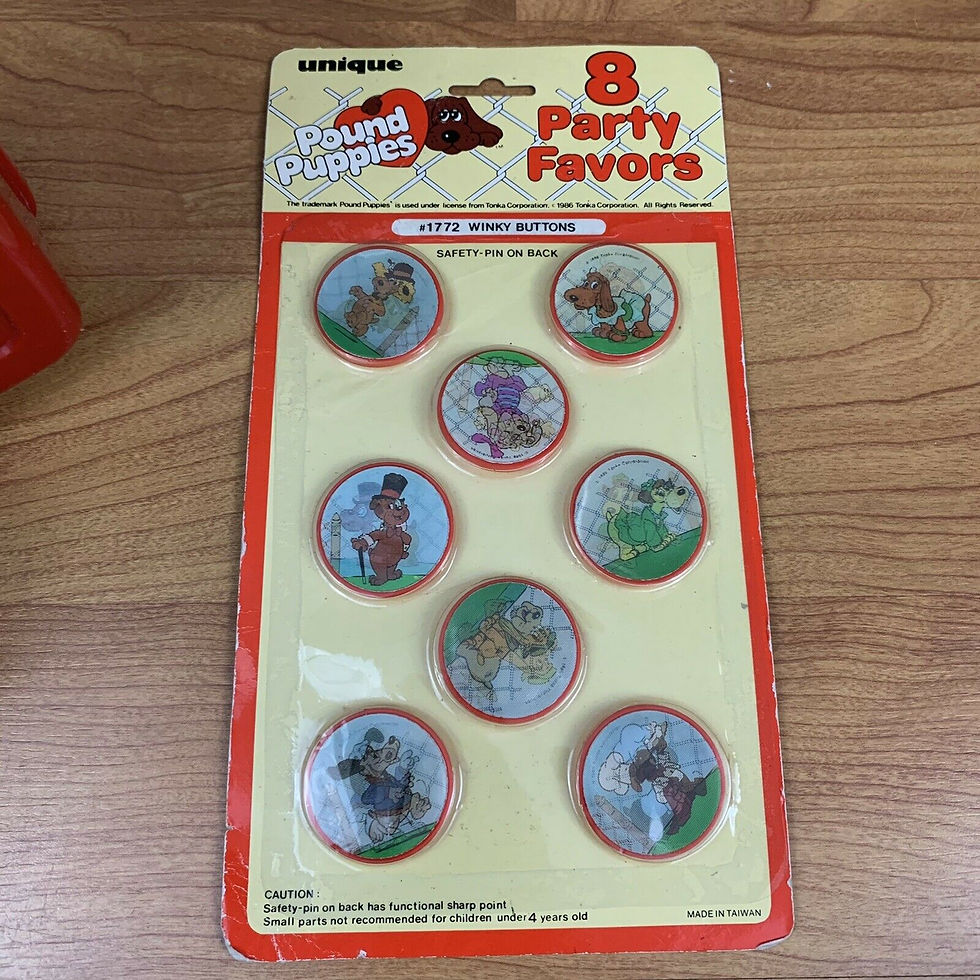 unique
8
Party
Favors
Pound
Puppies
™
The trademark Pound Puppies® is used under license from Tonka Corporation. © 1986 Tonka Corporation. All Rights Reserved.
#1772 WINKY BUTTONS
SAFETY-PIN ON BACK
CAUTION :
Safety-pin on back has functional sharp point
Small parts not recommended for children under 4 years old
MADE IN TAIWAN